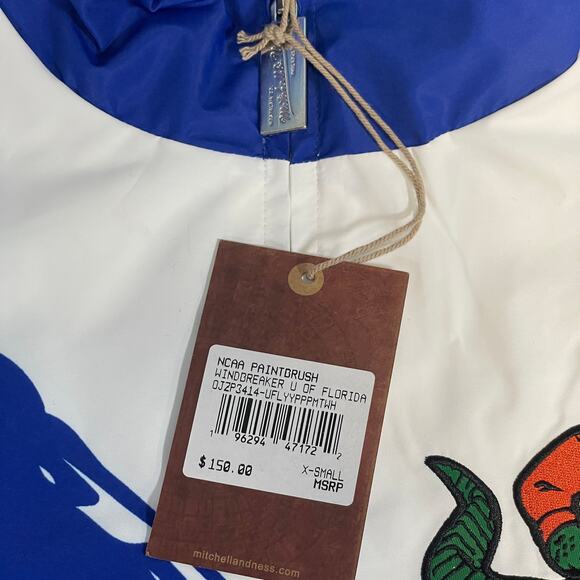 NCAA PAINTBRUSH
WINDBREAKER U OF FLORIDA
OJZP3414-UFLYYPPPMTWH
1 96294 47172 2
$150.00
X-SMALL
MSRP
mitchellandness.com